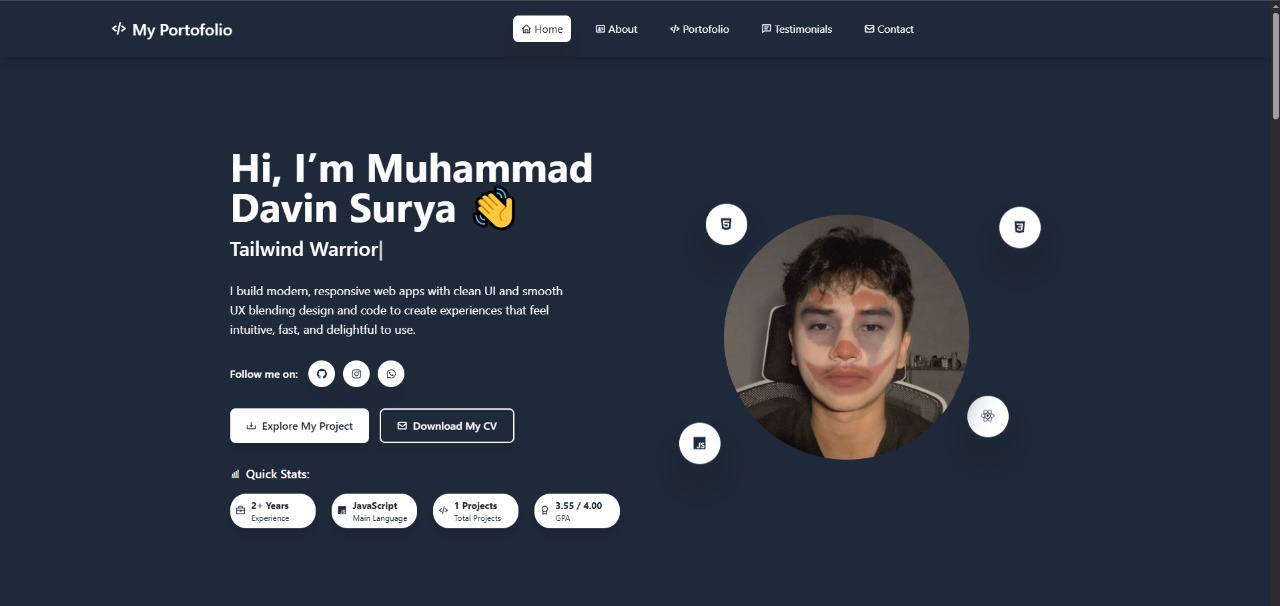 My Portofolio
Home
About
Portofolio
Testimonials
Contact
Hi, I’m Muhammad
Davin Surya 👋
Tailwind Warrior|
I build modern, responsive web apps with clean UI and smooth
UX blending design and code to create experiences that feel
intuitive, fast, and delightful to use.
Follow me on:
Explore My Project
Download My CV
Quick Stats:
2+ Years
Experience
JavaScript
Main Language
1 Projects
Total Projects
3.55 / 4.00
GPA
JS